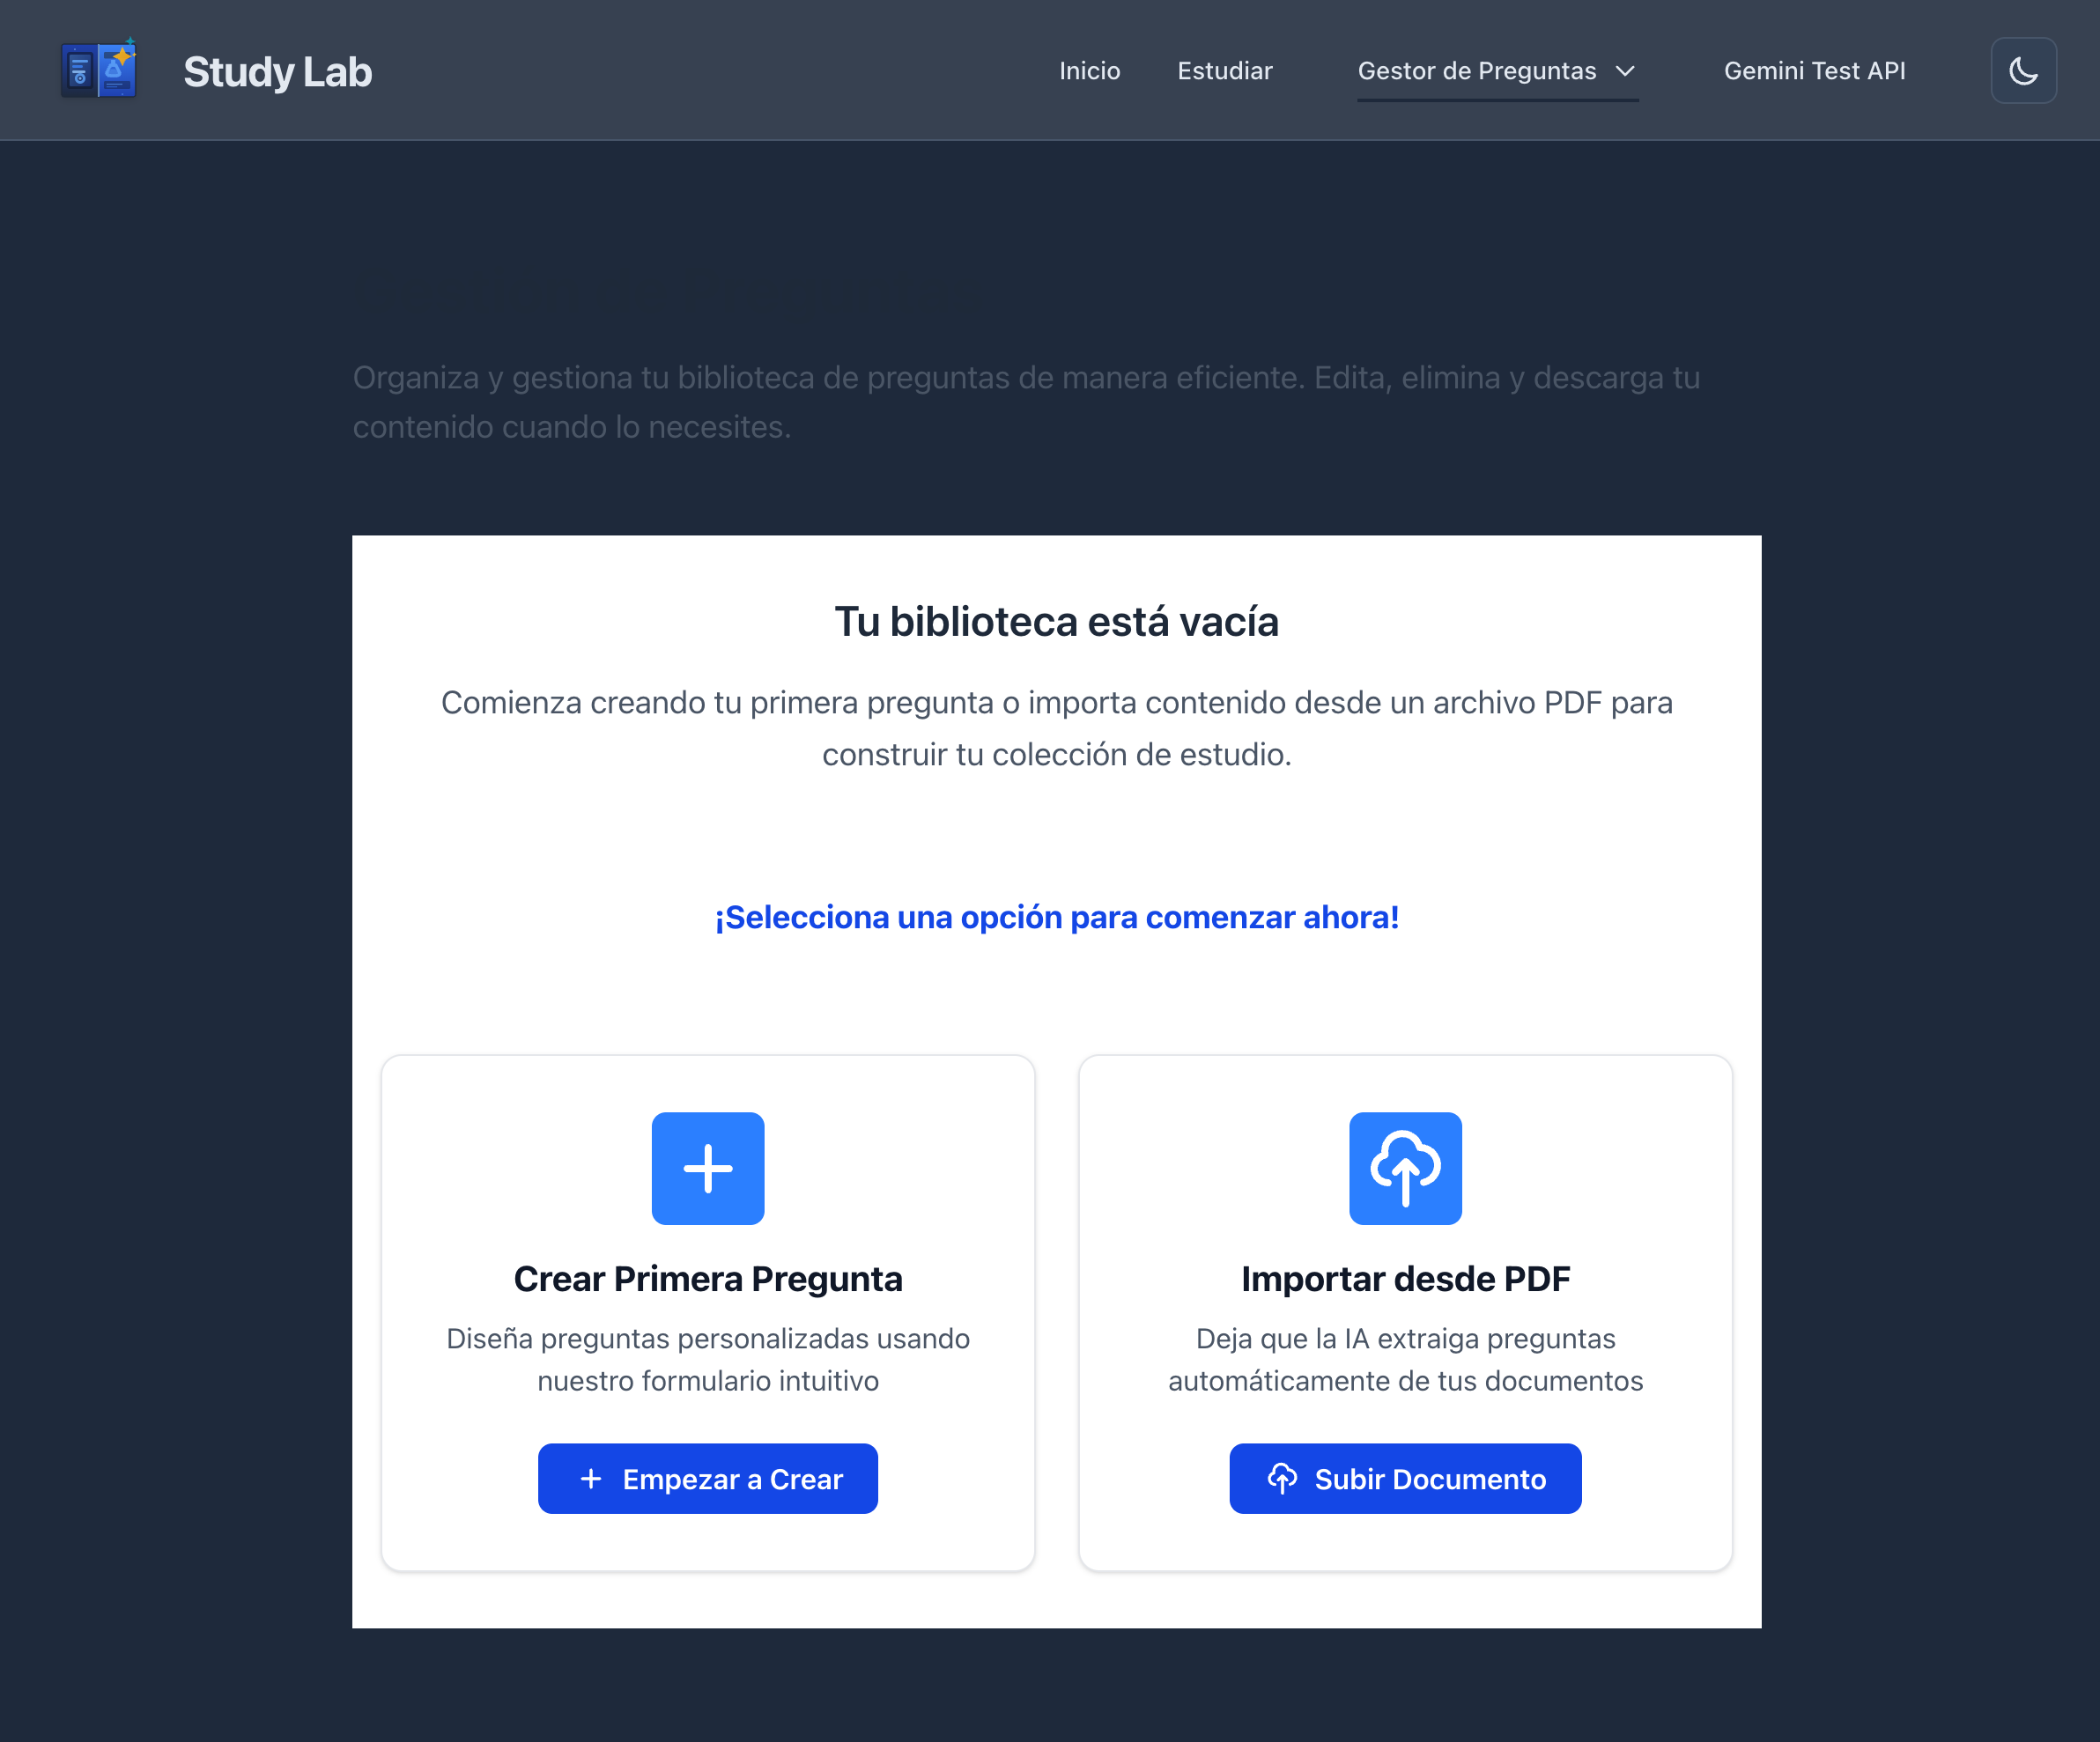 Study Lab
Inicio
Estudiar
Gestor de Preguntas
Gemini Test API
Organiza y gestiona tu biblioteca de preguntas de manera eficiente. Edita, elimina y descarga tu
contenido cuando lo necesites.
Tu biblioteca está vacía
Comienza creando tu primera pregunta o importa contenido desde un archivo PDF para
construir tu colección de estudio.
¡Selecciona una opción para comenzar ahora!
Crear Primera Pregunta
Diseña preguntas personalizadas usando
nuestro formulario intuitivo
Empezar a Crear
Importar desde PDF
Deja que la IA extraiga preguntas
automáticamente de tus documentos
Subir Documento